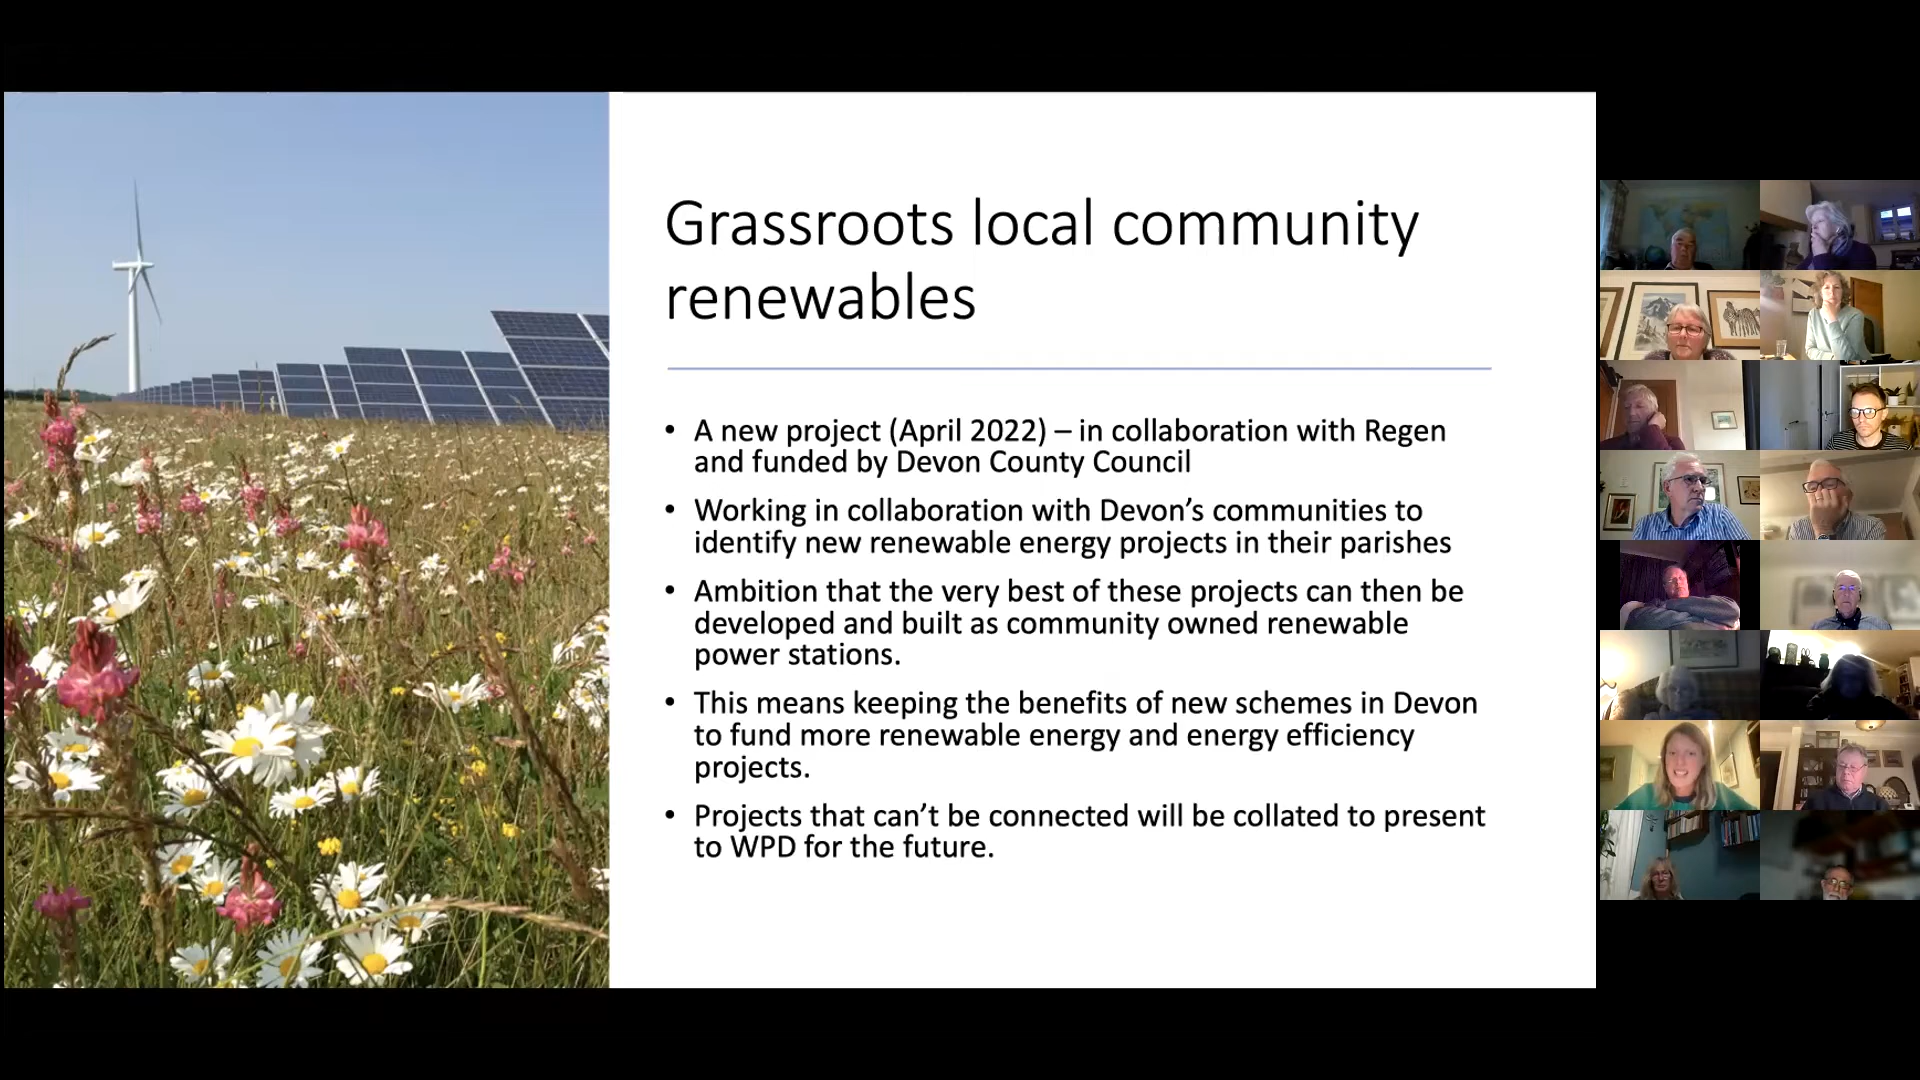 Grassroots local community
renewables
• A new project (April 2022) – in collaboration with Regen
and funded by Devon County Council
• Working in collaboration with Devon’s communities to
identify new renewable energy projects in their parishes
• Ambition that the very best of these projects can then be
developed and built as community owned renewable
power stations.
• This means keeping the benefits of new schemes in Devon
to fund more renewable energy and energy efficiency
projects.
• Projects that can’t be connected will be collated to present
to WPD for the future.